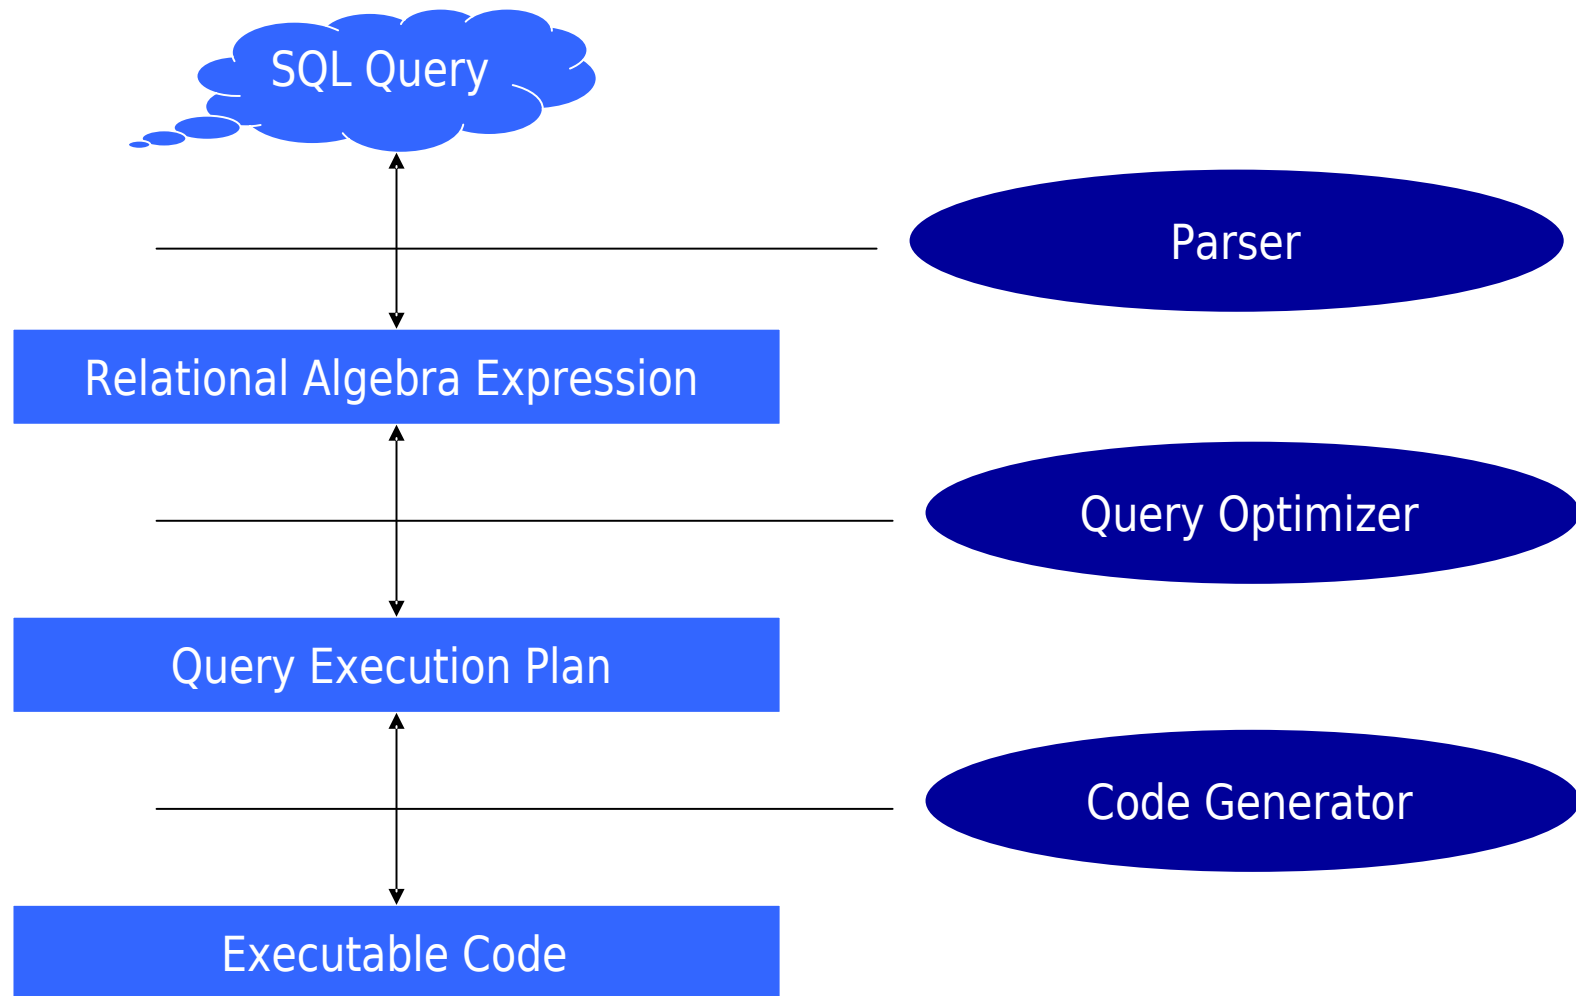 SQL Query
Parser
Relational Algebra Expression
Query Optimizer
Query Execution Plan
Code Generator
Executable Code